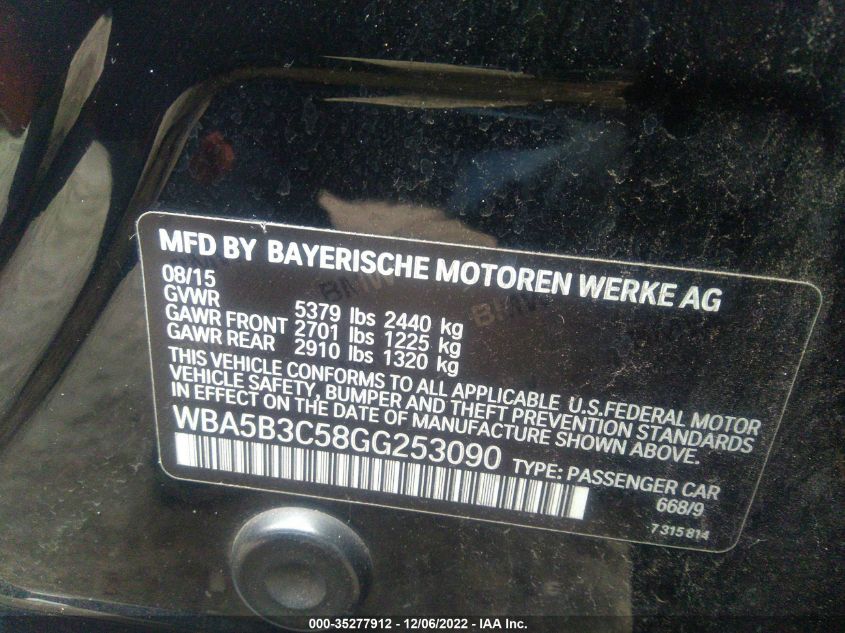 MFD BY BAYERISCHE MOTOREN WERKE AG
08/15
GVWR 5379 lbs 2440 kg
GAWR FRONT 2701 lbs 1225 kg
GAWR REAR 2910 lbs 1320 kg
THIS VEHICLE CONFORMS TO ALL APPLICABLE U.S.FEDERAL MOTOR
VEHICLE SAFETY, BUMPER AND THEFT PREVENTION STANDARDS
IN EFFECT ON THE DATE OF MANUFACTURE SHOWN ABOVE.
WBA5B3C58GG253090 TYPE: PASSENGER CAR
668/9
7 315 814
000-35277912 - 12/06/2022 - IAA Inc.